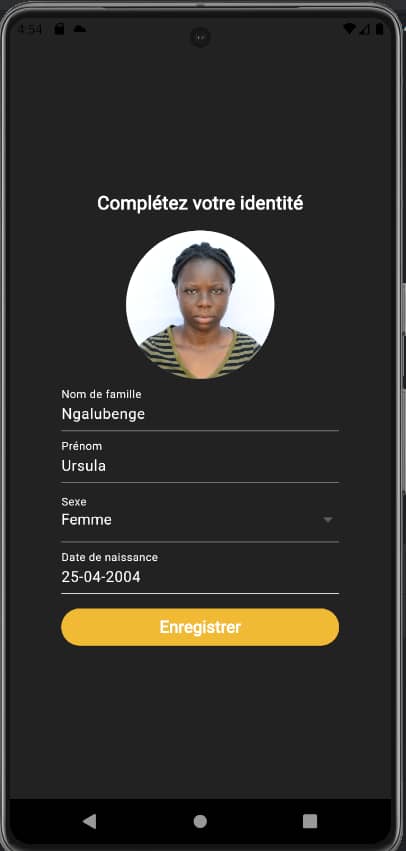 4:54
Complétez votre identité
Nom de famille
Ngalubenge
Prénom
Ursula
Sexe
Femme
Date de naissance
25-04-2004
Enregistrer